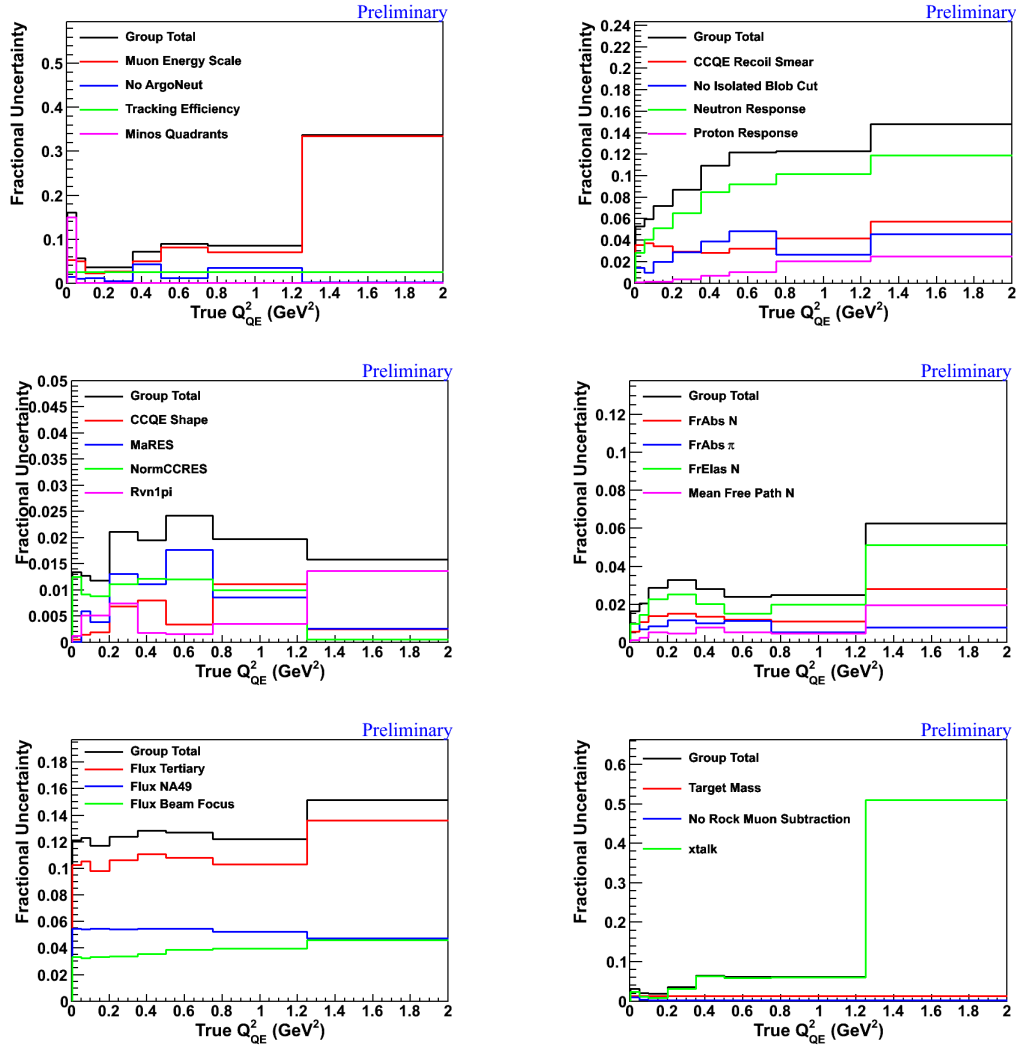 Preliminary
Fractional Uncertainty
0.5
0.4
0.3
0.2
0.1
0
Group Total
Muon Energy Scale
No ArgoNeut
Tracking Efficiency
Minos Quadrants
0 0.2 0.4 0.6 0.8 1 1.2 1.4 1.6 1.8 2
True Q²QE (GeV²)
Preliminary
Fractional Uncertainty
0.24
0.22
0.2
0.18
0.16
0.14
0.12
0.1
0.08
0.06
0.04
0.02
0
Group Total
CCQE Recoil Smear
No Isolated Blob Cut
Neutron Response
Proton Response
0 0.2 0.4 0.6 0.8 1 1.2 1.4 1.6 1.8 2
True Q²QE (GeV²)
Preliminary
Fractional Uncertainty
0.05
0.045
0.04
0.035
0.03
0.025
0.02
0.015
0.01
0.005
0
Group Total
CCQE Shape
MaRES
NormCCRES
Rvn1pi
0 0.2 0.4 0.6 0.8 1 1.2 1.4 1.6 1.8 2
True Q²QE (GeV²)
Preliminary
Fractional Uncertainty
0.12
0.1
0.08
0.06
0.04
0.02
0
Group Total
FrAbs N
FrAbs π
FrElas N
Mean Free Path N
0 0.2 0.4 0.6 0.8 1 1.2 1.4 1.6 1.8 2
True Q²QE (GeV²)
Preliminary
Fractional Uncertainty
0.18
0.16
0.14
0.12
0.1
0.08
0.06
0.04
0.02
0
Group Total
Flux Tertiary
Flux NA49
Flux Beam Focus
0 0.2 0.4 0.6 0.8 1 1.2 1.4 1.6 1.8 2
True Q²QE (GeV²)
Preliminary
Fractional Uncertainty
0.6
0.5
0.4
0.3
0.2
0.1
0
Group Total
Target Mass
No Rock Muon Subtraction
xtalk
0 0.2 0.4 0.6 0.8 1 1.2 1.4 1.6 1.8 2
True Q²QE (GeV²)